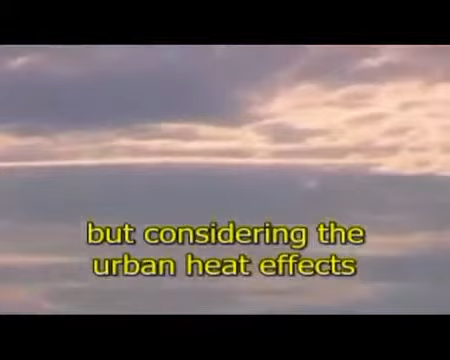 but considering the
urban heat effects